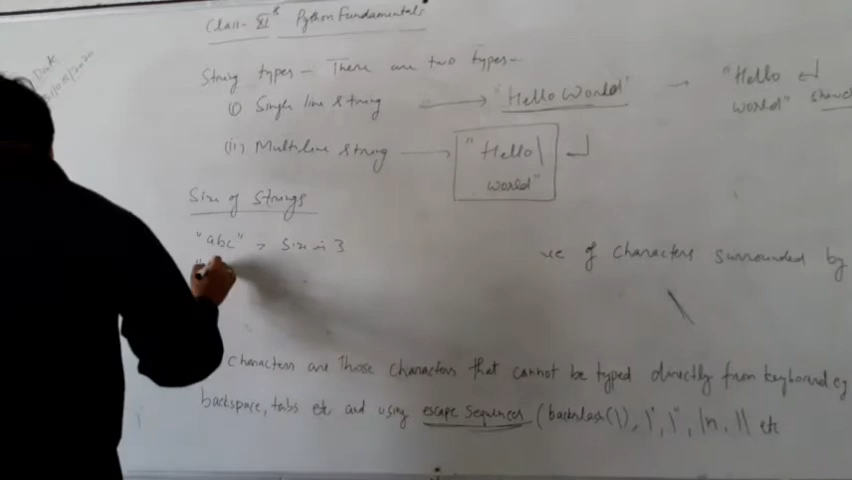 Class- XI Python Fundamentals
String types - There are two types-
(i) Single line string → "Hello World" → "Hello ↵
world"
(ii) Multiline string → "Hello\ ↵
world"
Size of Strings
"abc" → Size is 3
"
of characters surrounded by
characters are those characters that cannot be typed directly from keyboard eg
backspace, tabs etc and using escape sequences (backslash(\), \', \", \n, \\ etc